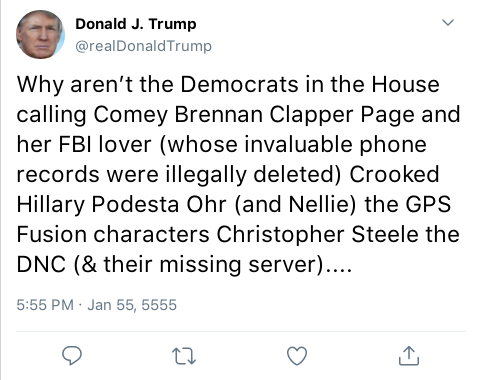 Donald J. Trump
@realDonaldTrump
Why aren’t the Democrats in the House
calling Comey Brennan Clapper Page and
her FBI lover (whose invaluable phone
records were illegally deleted) Crooked
Hillary Podesta Ohr (and Nellie) the GPS
Fusion characters Christopher Steele the
DNC (& their missing server)....
5:55 PM · Jan 55, 5555